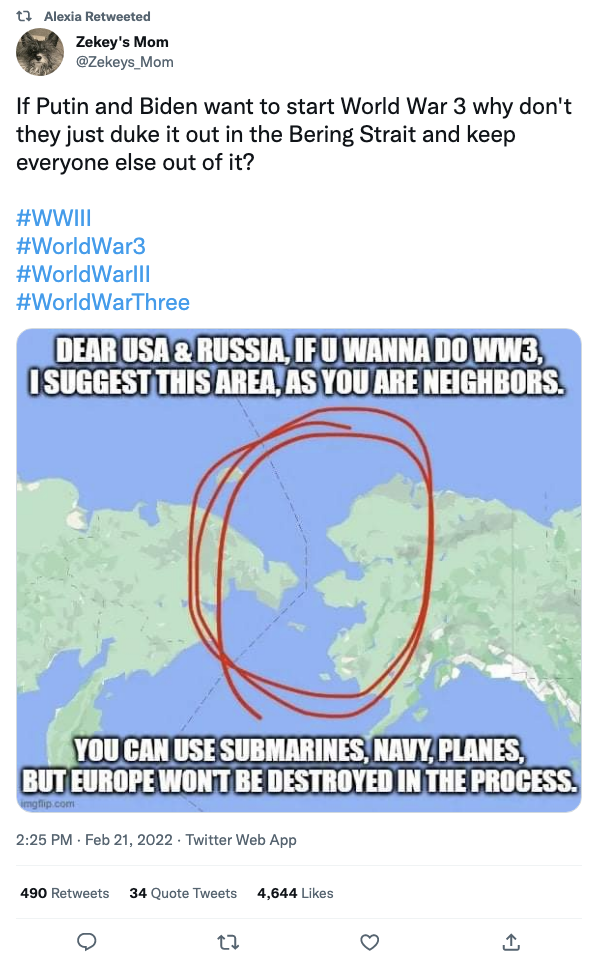 Alexia Retweeted
Zekey's Mom
@Zekeys_Mom
If Putin and Biden want to start World War 3 why don't
they just duke it out in the Bering Strait and keep
everyone else out of it?
#WWIII
#WorldWar3
#WorldWarIII
#WorldWarThree
DEAR USA & RUSSIA, IF U WANNA DO WW3,
I SUGGEST THIS AREA, AS YOU ARE NEIGHBORS.
YOU CAN USE SUBMARINES, NAVY, PLANES,
BUT EUROPE WON'T BE DESTROYED IN THE PROCESS.
imgflip.com
2:25 PM · Feb 21, 2022 · Twitter Web App
490 Retweets 34 Quote Tweets 4,644 Likes